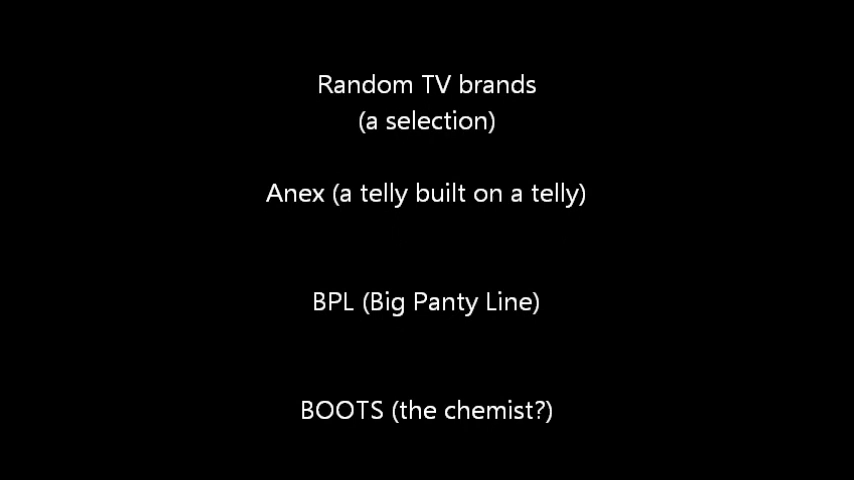 Random TV brands
(a selection)
Anex (a telly built on a telly)
BPL (Big Panty Line)
BOOTS (the chemist?)